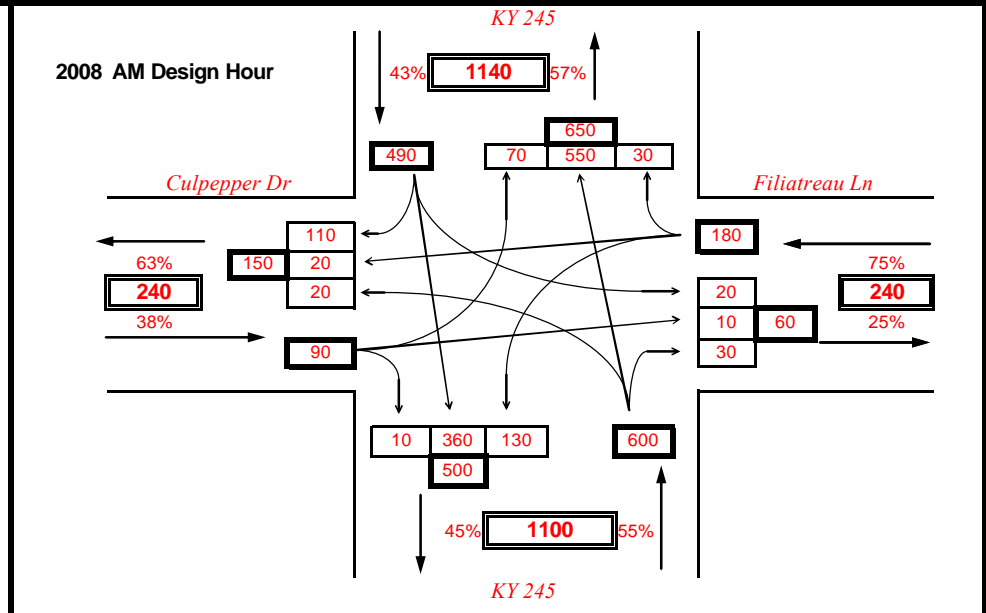 KY 245
2008 AM Design Hour
43% 1140 57%
650
490 70 550 30
Culpepper Dr Filiatreau Ln
110 180
63% 150 20 75%
240 20 20 240
38% 10 60 25%
90 30
10 360 130 600
500
45% 1100 55%
KY 245